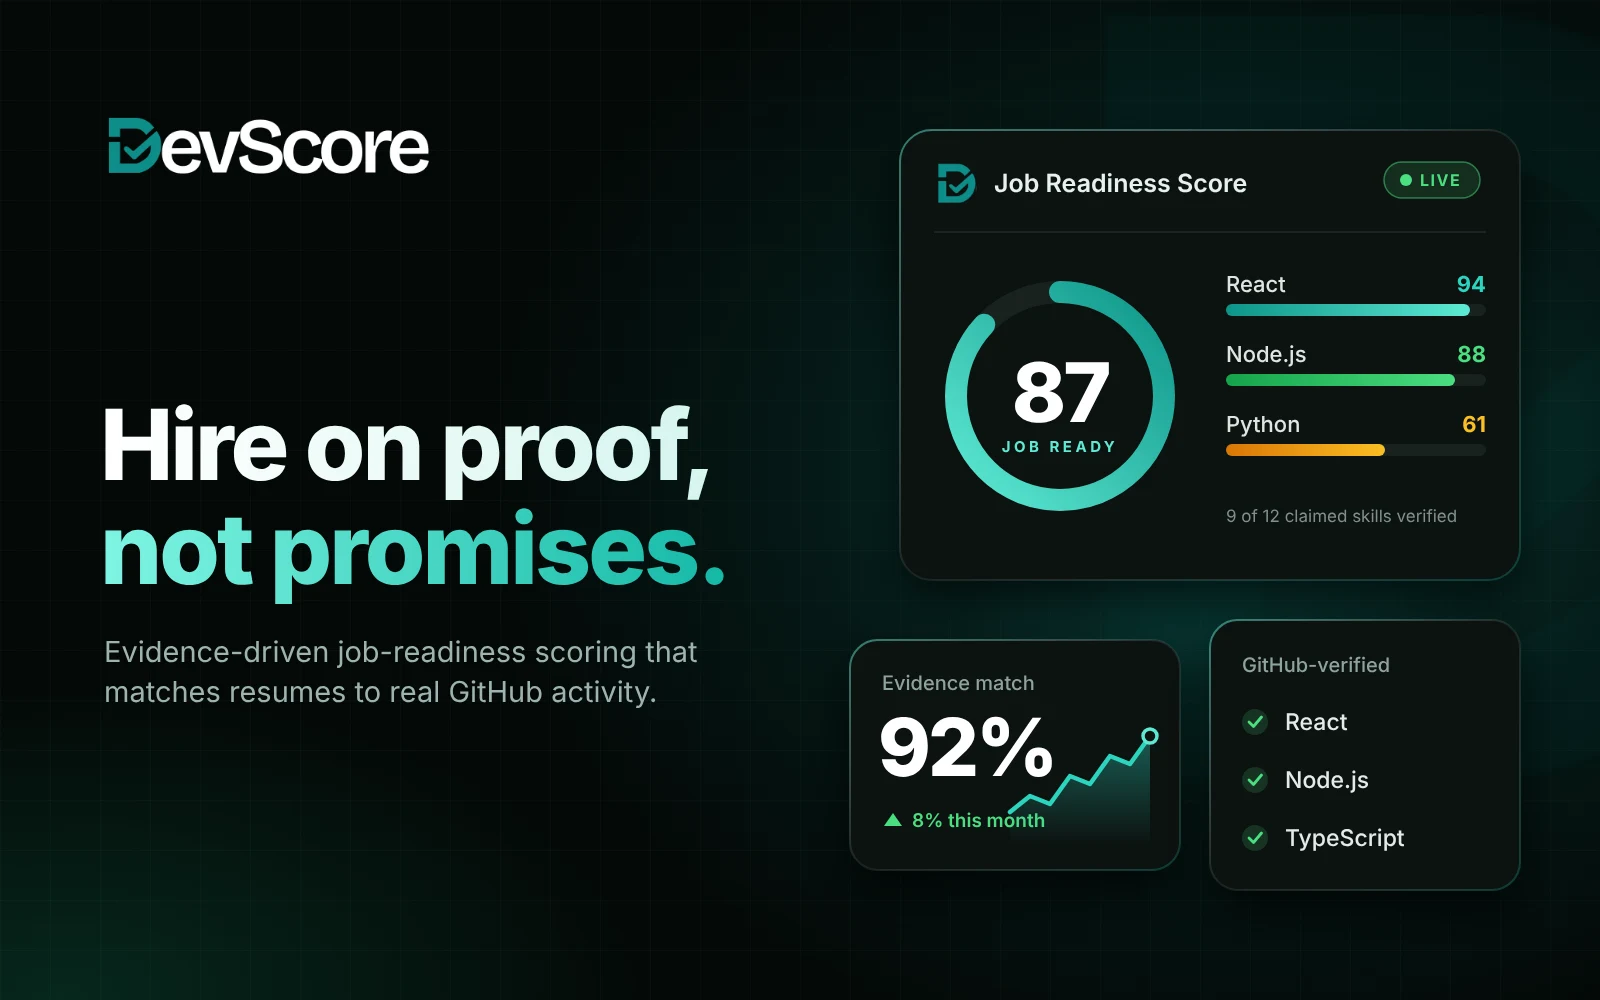 DevScore
Hire on proof,
not promises.
Evidence-driven job-readiness scoring that
matches resumes to real GitHub activity.
Job Readiness Score
LIVE
87
JOB READY
React 94
Node.js 88
Python 61
9 of 12 claimed skills verified
Evidence match
92%
8% this month
GitHub-verified
React
Node.js
TypeScript